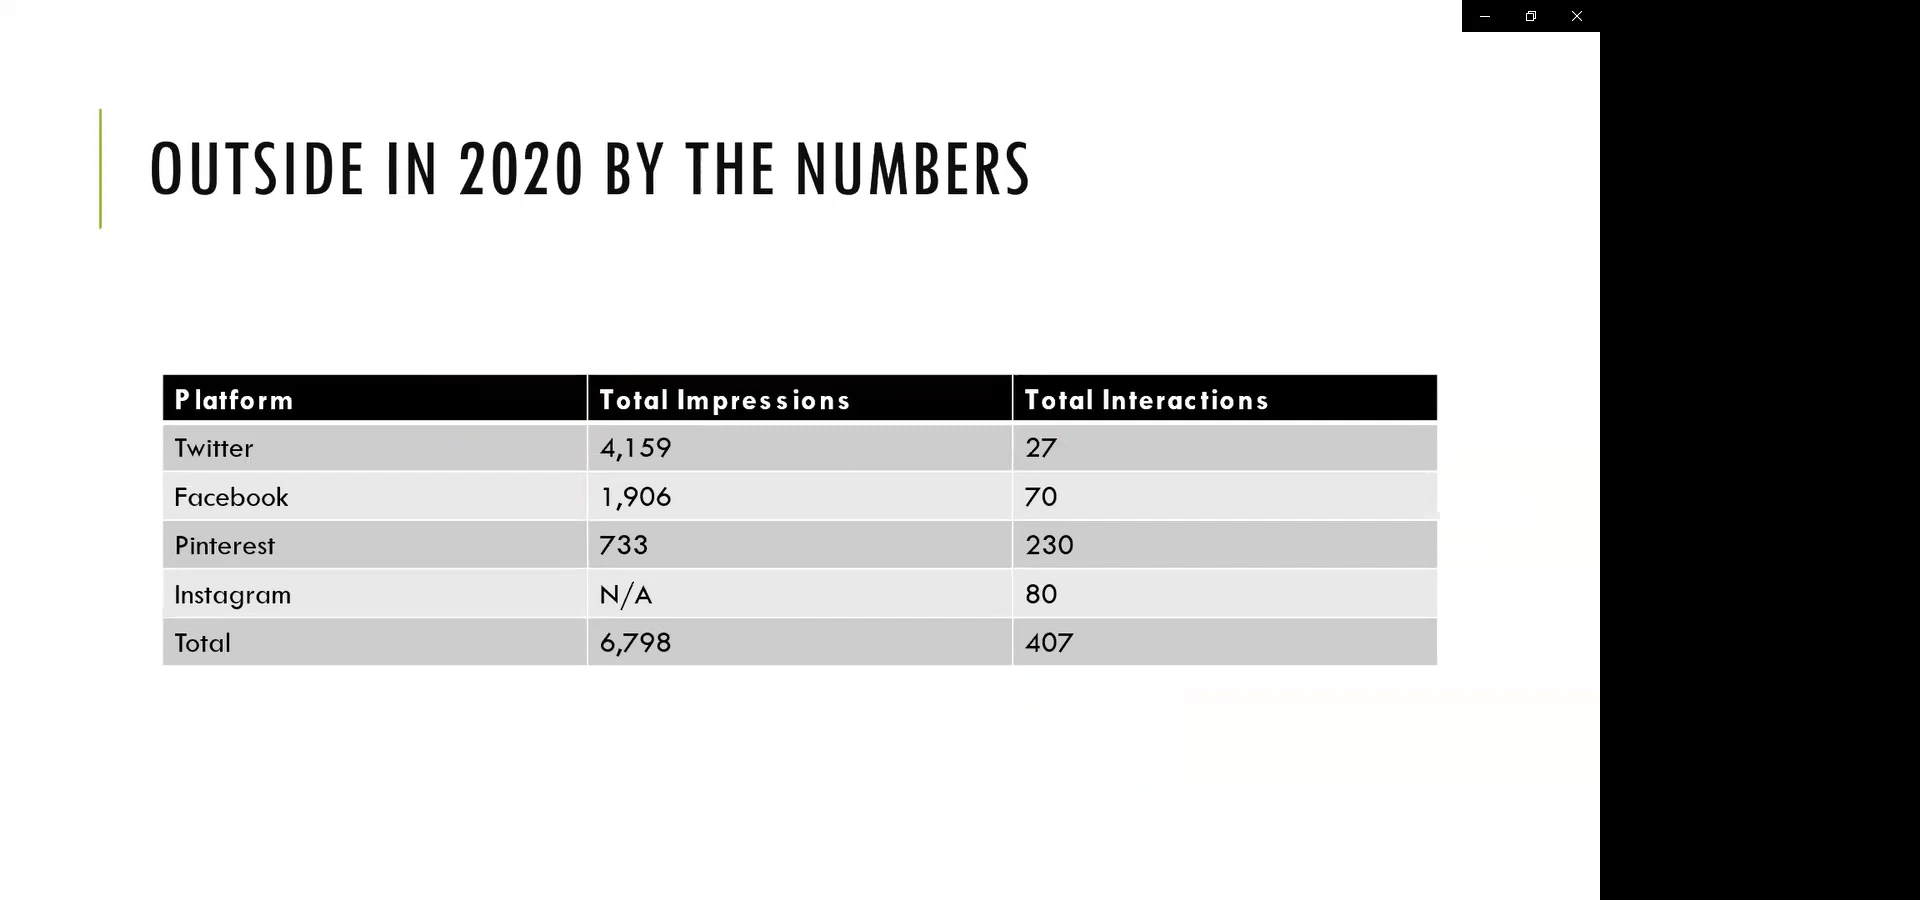 OUTSIDE IN 2020 BY THE NUMBERS
Platform Total Impressions Total Interactions
Twitter 4,159 27
Facebook 1,906 70
Pinterest 733 230
Instagram N/A 80
Total 6,798 407